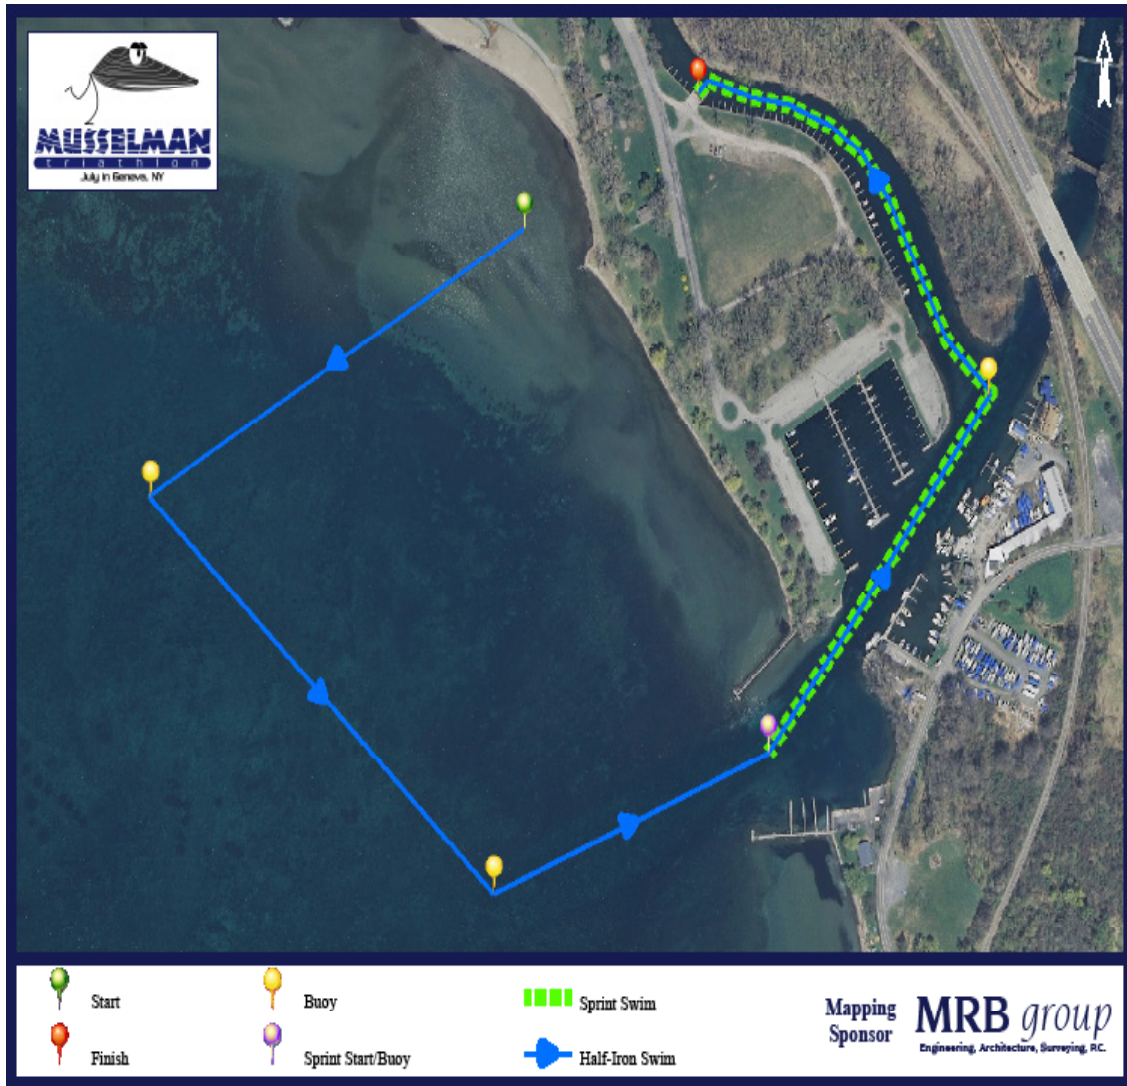 MUSSELMAN
triathlon
July in Geneva, NY
Start
Buoy
Sprint Swim
Finish
Sprint Start/Buoy
Half-Iron Swim
Mapping
Sponsor
MRB group
Engineering, Architecture, Surveying, P.C.